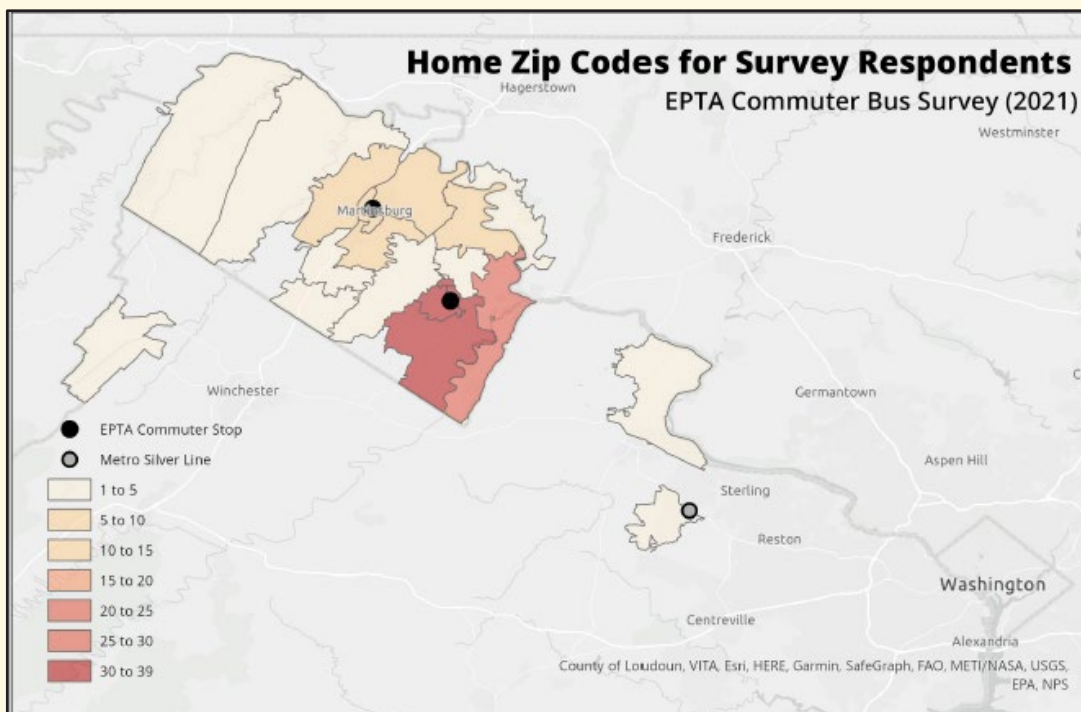 Home Zip Codes for Survey Respondents
EPTA Commuter Bus Survey (2021)
Hagerstown
Westminster
Martinsburg
Frederick
Winchester
Germantown
EPTA Commuter Stop
Metro Silver Line
Aspen Hill
1 to 5
Sterling
5 to 10
Reston
10 to 15
15 to 20
Washington
20 to 25
Centreville
25 to 30
Alexandria
30 to 39
County of Loudoun, VITA, Esri, HERE, Garmin, SafeGraph, FAO, METI/NASA, USGS,
EPA, NPS